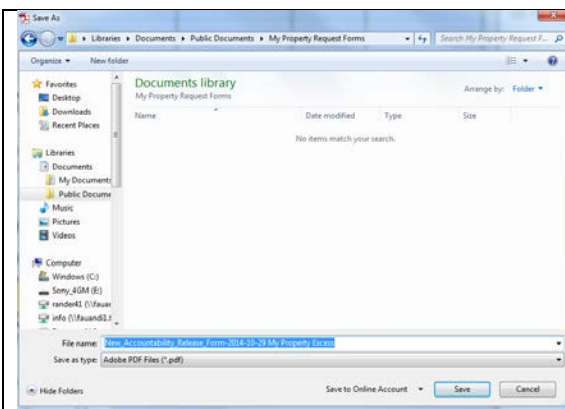 Save As
Libraries ▸ Documents ▸ Public Documents ▸ My Property Request Forms
Search My Property Request F...
Organize ▾ New folder
Favorites
Desktop
Downloads
Recent Places
Libraries
Documents
My Documents
Public Docume
Music
Pictures
Videos
Computer
Windows (C:)
Sony_4GM (E:)
rander41 (\\fauar
info (\\fauandi1.f
Documents library
My Property Request Forms
Arrange by: Folder ▾
Name Date modified Type Size
No items match your search.
File name: New_Accountability_Release_Form-2014-10-29 My Property Excess
Save as type: Adobe PDF Files (*.pdf)
Hide Folders
Save to Online Account ▾ Save Cancel